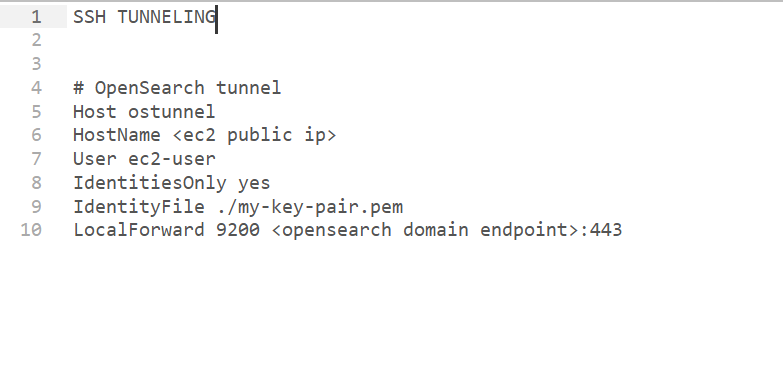 1 SSH TUNNELING
2
3
4 # OpenSearch tunnel
5 Host ostunnel
6 HostName <ec2 public ip>
7 User ec2-user
8 IdentitiesOnly yes
9 IdentityFile ./my-key-pair.pem
10 LocalForward 9200 <opensearch domain endpoint>:443